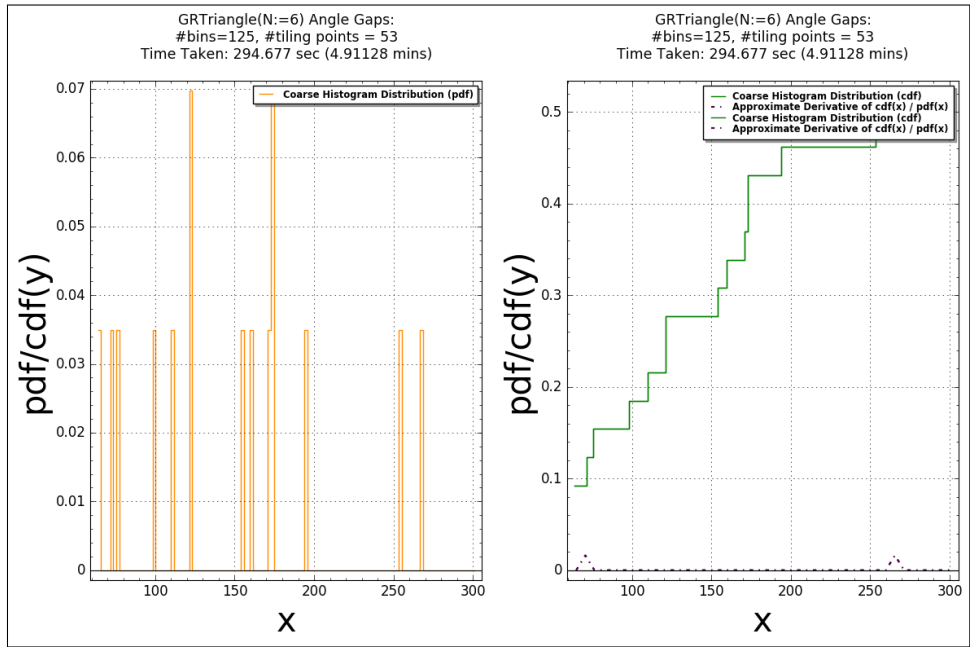 GRTriangle(N:=6) Angle Gaps:
#bins=125, #tiling points = 53
Time Taken: 294.677 sec (4.91128 mins)
Coarse Histogram Distribution (pdf)
0.07
0.06
0.05
0.04
0.03
0.02
0.01
0
pdf/cdf(y)
100
150
200
250
300
x
GRTriangle(N:=6) Angle Gaps:
#bins=125, #tiling points = 53
Time Taken: 294.677 sec (4.91128 mins)
Coarse Histogram Distribution (cdf)
Approximate Derivative of cdf(x) / pdf(x)
Coarse Histogram Distribution (cdf)
Approximate Derivative of cdf(x) / pdf(x)
0.5
0.4
0.3
0.2
0.1
0
pdf/cdf(y)
100
150
200
250
300
x